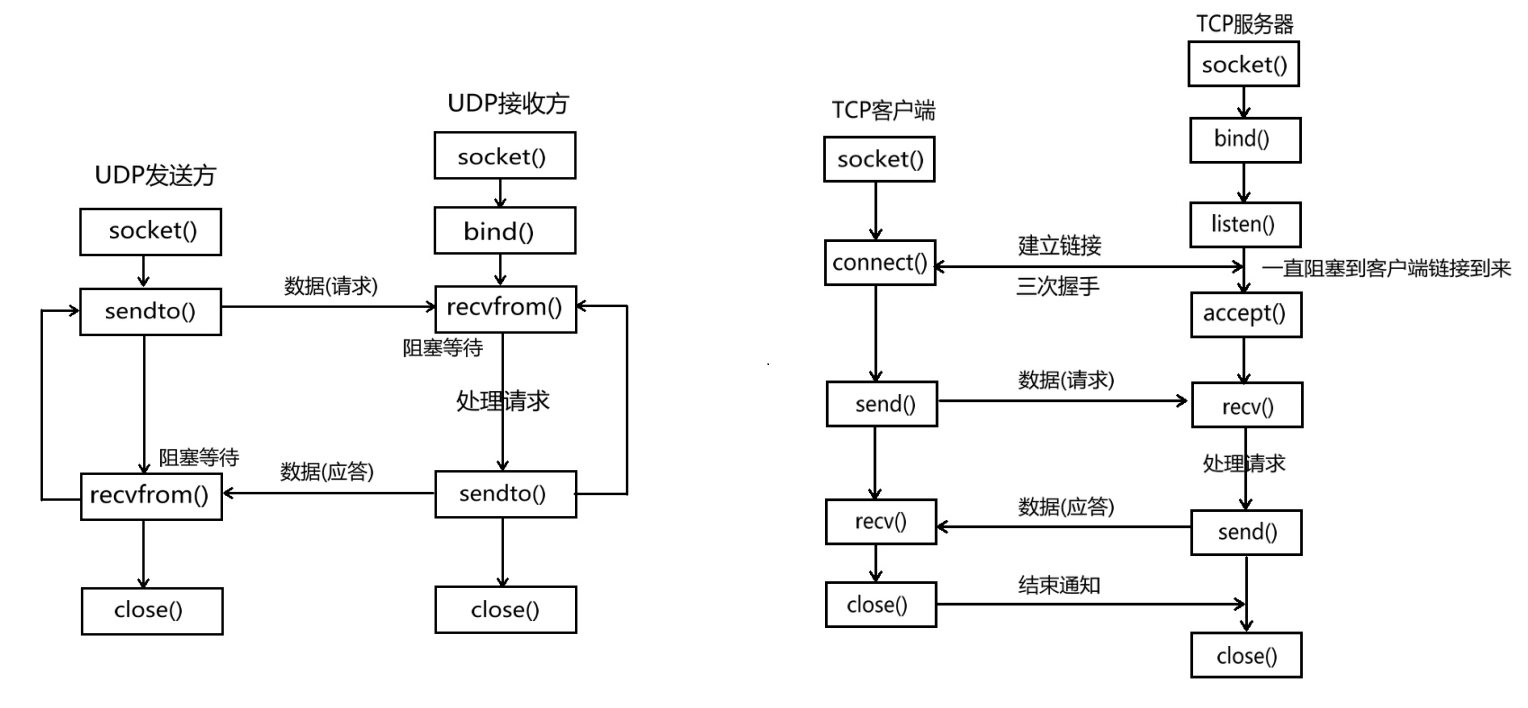 UDP发送方
socket()
sendto()
数据(请求)
阻塞等待
recvfrom()
close()
UDP接收方
socket()
bind()
recvfrom()
阻塞等待
处理请求
数据(应答)
sendto()
close()
TCP客户端
socket()
connect()
建立链接
三次握手
send()
数据(请求)
recv()
数据(应答)
close()
结束通知
TCP服务器
socket()
bind()
listen()
一直阻塞到客户端链接到来
accept()
recv()
处理请求
send()
close()